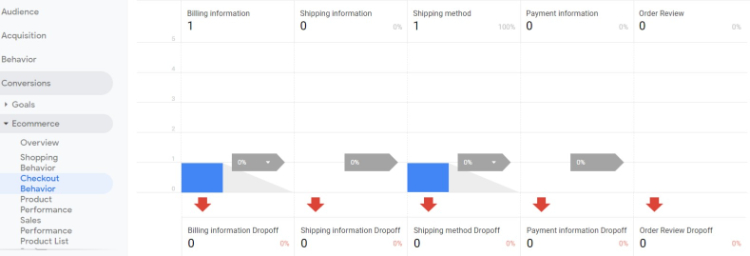 Audience
Acquisition
Behavior
Conversions
Goals
Ecommerce
Overview
Shopping
Behavior
Checkout
Behavior
Product
Performance
Sales
Performance
Product List
Billing information
1
Shipping information
0 0%
Shipping method
1 100%
Payment information
0 0%
Order Review
0 0%
5
4
3
2
1
0
0%
0%
0%
0%
Billing information Dropoff
0 0%
Shipping information Dropoff
0 0%
Shipping method Dropoff
0 0%
Payment information Dropoff
0 0%
Order Review Dropoff
0 0%